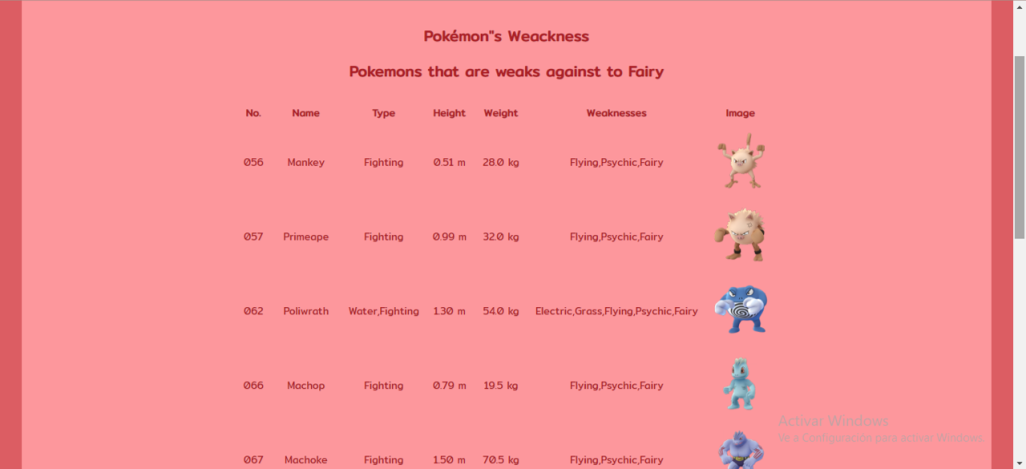 Pokémon"s Weackness
Pokemons that are weaks against to Fairy
No. Name Type Height Weight Weaknesses Image
056 Mankey Fighting 0.51 m 28.0 kg Flying,Psychic,Fairy
057 Primeape Fighting 0.99 m 32.0 kg Flying,Psychic,Fairy
062 Poliwrath Water,Fighting 1.30 m 54.0 kg Electric,Grass,Flying,Psychic,Fairy
066 Machop Fighting 0.79 m 19.5 kg Flying,Psychic,Fairy
Activar Windows
Ve a Configuración para activar Windows.
067 Machoke Fighting 1.50 m 70.5 kg Flying,Psychic,Fairy